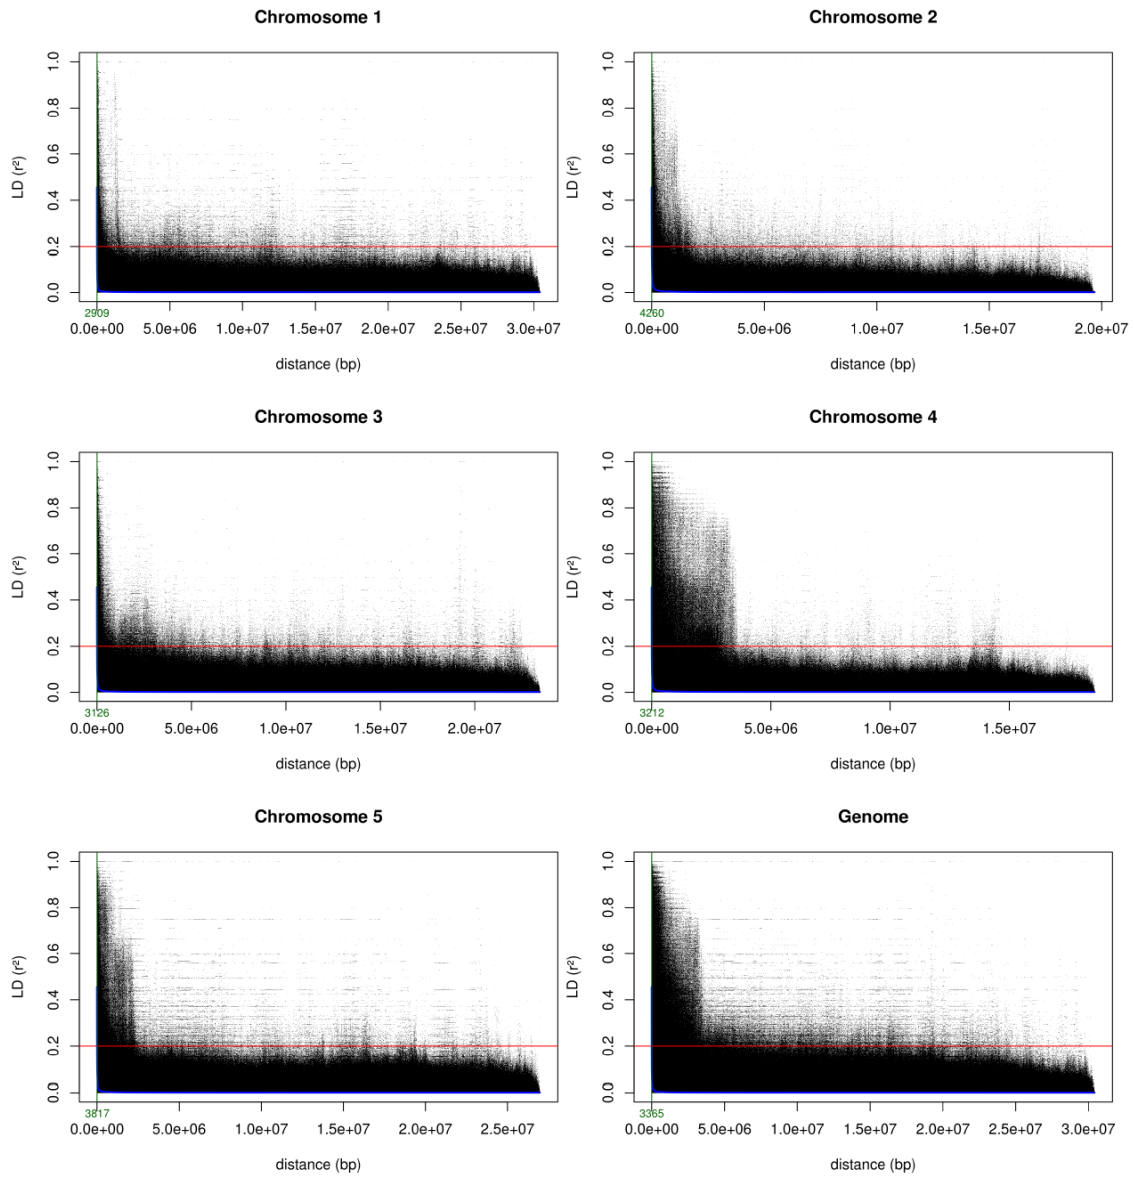 Chromosome 1
LD (r²)
1.0
0.8
0.6
0.4
0.2
0.0
2909
0.0e+00 5.0e+06 1.0e+07 1.5e+07 2.0e+07 2.5e+07 3.0e+07
distance (bp)
Chromosome 2
LD (r²)
1.0
0.8
0.6
0.4
0.2
0.0
4260
0.0e+00 5.0e+06 1.0e+07 1.5e+07 2.0e+07
distance (bp)
Chromosome 3
LD (r²)
1.0
0.8
0.6
0.4
0.2
0.0
3126
0.0e+00 5.0e+06 1.0e+07 1.5e+07 2.0e+07
distance (bp)
Chromosome 4
LD (r²)
1.0
0.8
0.6
0.4
0.2
0.0
3212
0.0e+00 5.0e+06 1.0e+07 1.5e+07
distance (bp)
Chromosome 5
LD (r²)
1.0
0.8
0.6
0.4
0.2
0.0
3817
0.0e+00 5.0e+06 1.0e+07 1.5e+07 2.0e+07 2.5e+07
distance (bp)
Genome
LD (r²)
1.0
0.8
0.6
0.4
0.2
0.0
3365
0.0e+00 5.0e+06 1.0e+07 1.5e+07 2.0e+07 2.5e+07 3.0e+07
distance (bp)